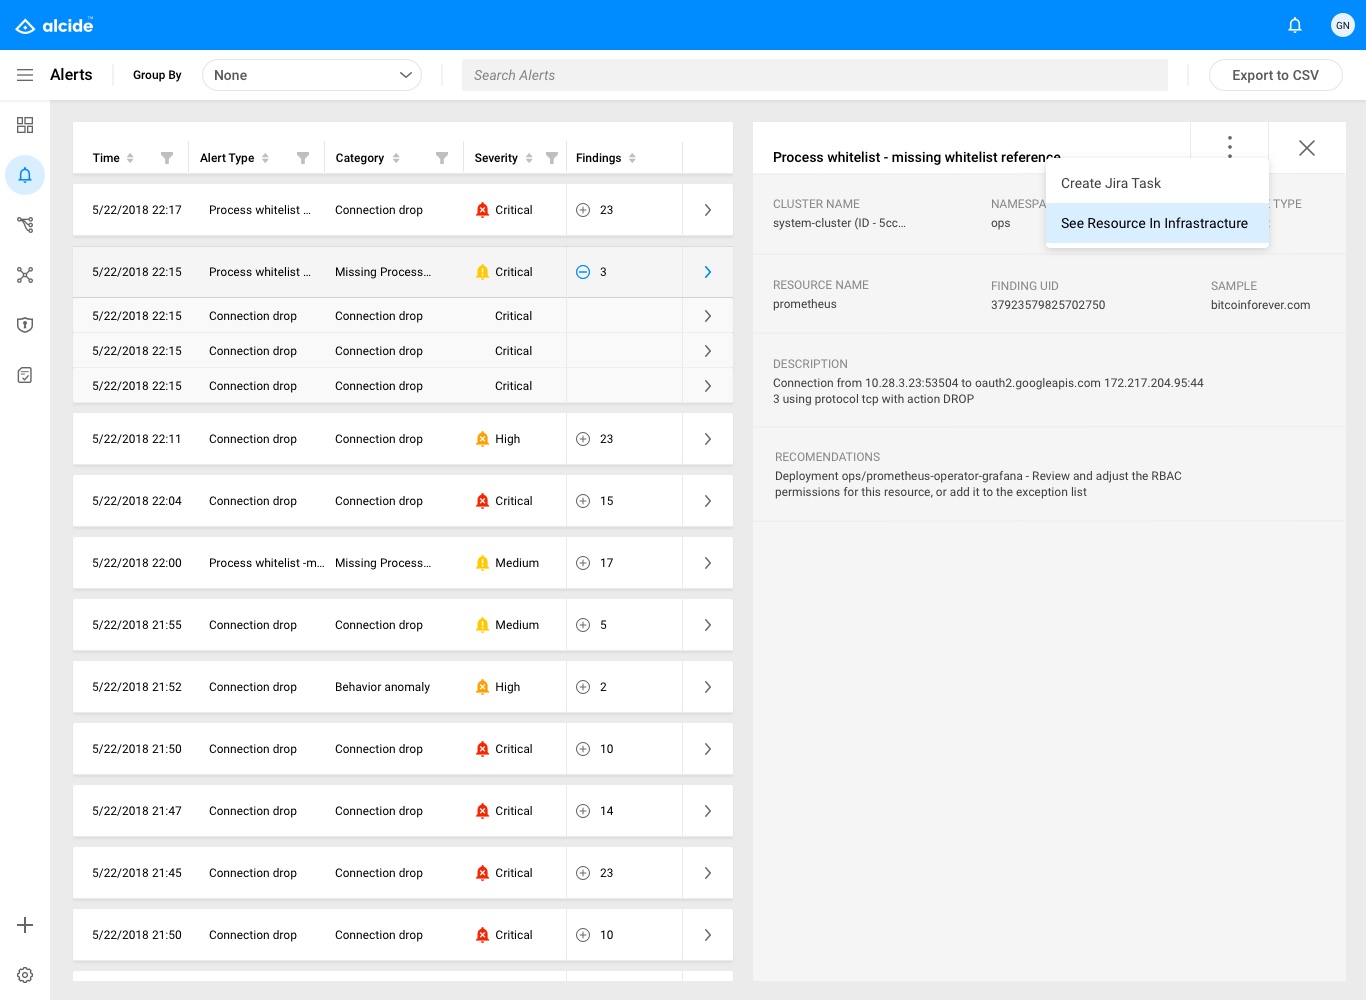 alcide™
GN
Alerts
Group By
None
Search Alerts
Export to CSV
Time
Alert Type
Category
Severity
Findings
5/22/2018 22:17 Process whitelist ... Connection drop Critical 23
5/22/2018 22:15 Process whitelist ... Missing Process... Critical 3
5/22/2018 22:15 Connection drop Connection drop Critical
5/22/2018 22:15 Connection drop Connection drop Critical
5/22/2018 22:15 Connection drop Connection drop Critical
5/22/2018 22:11 Connection drop Connection drop High 23
5/22/2018 22:04 Connection drop Connection drop Critical 15
5/22/2018 22:00 Process whitelist -m... Missing Process... Medium 17
5/22/2018 21:55 Connection drop Connection drop Medium 5
5/22/2018 21:52 Connection drop Behavior anomaly High 2
5/22/2018 21:50 Connection drop Connection drop Critical 10
5/22/2018 21:47 Connection drop Connection drop Critical 14
5/22/2018 21:45 Connection drop Connection drop Critical 23
5/22/2018 21:50 Connection drop Connection drop Critical 10
Process whitelist - missing whitelist reference
Create Jira Task
See Resource In Infrastracture
CLUSTER NAME
system-cluster (ID - 5cc...
NAMESPA
ops
TYPE
RESOURCE NAME
prometheus
FINDING UID
37923579825702750
SAMPLE
bitcoinforever.com
DESCRIPTION
Connection from 10.28.3.23:53504 to oauth2.googleapis.com 172.217.204.95:44
3 using protocol tcp with action DROP
RECOMENDATIONS
Deployment ops/prometheus-operator-grafana - Review and adjust the RBAC
permissions for this resource, or add it to the exception list